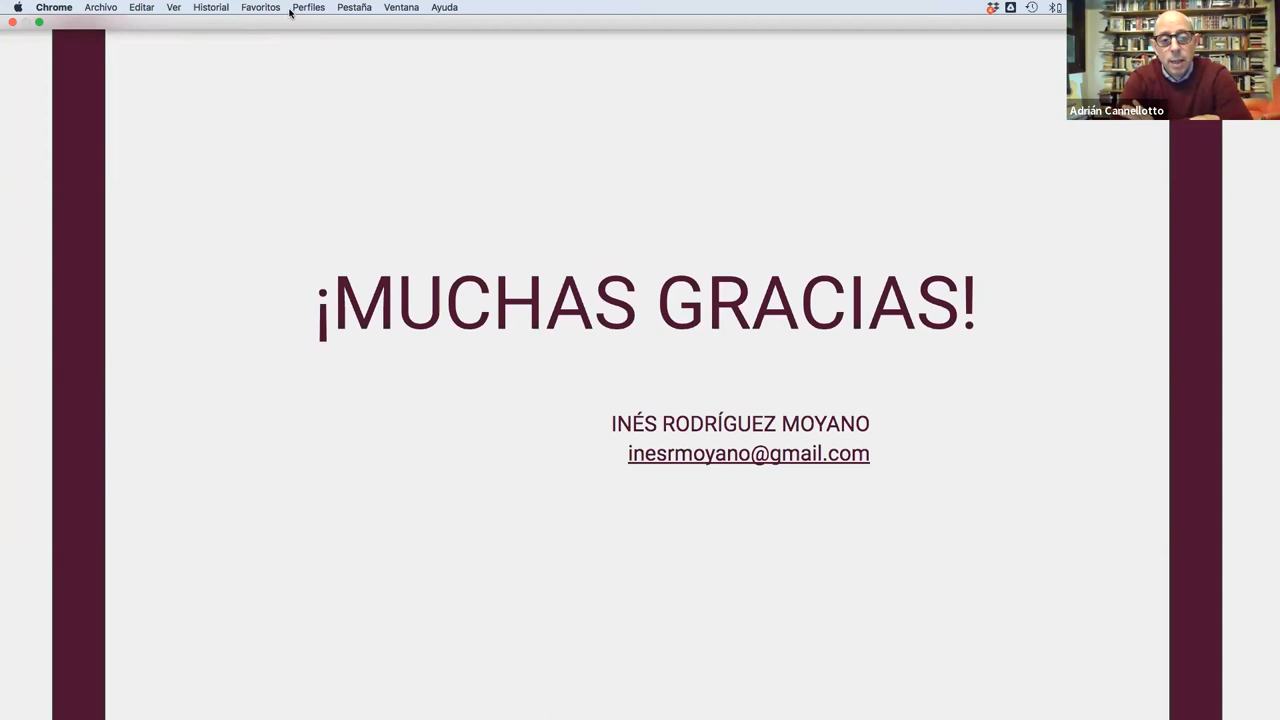 Chrome Archivo Editar Ver Historial Favoritos Perfiles Pestaña Ventana Ayuda
Adrián Cannellotto
¡MUCHAS GRACIAS!
INÉS RODRÍGUEZ MOYANO
inesrmoyano@gmail.com